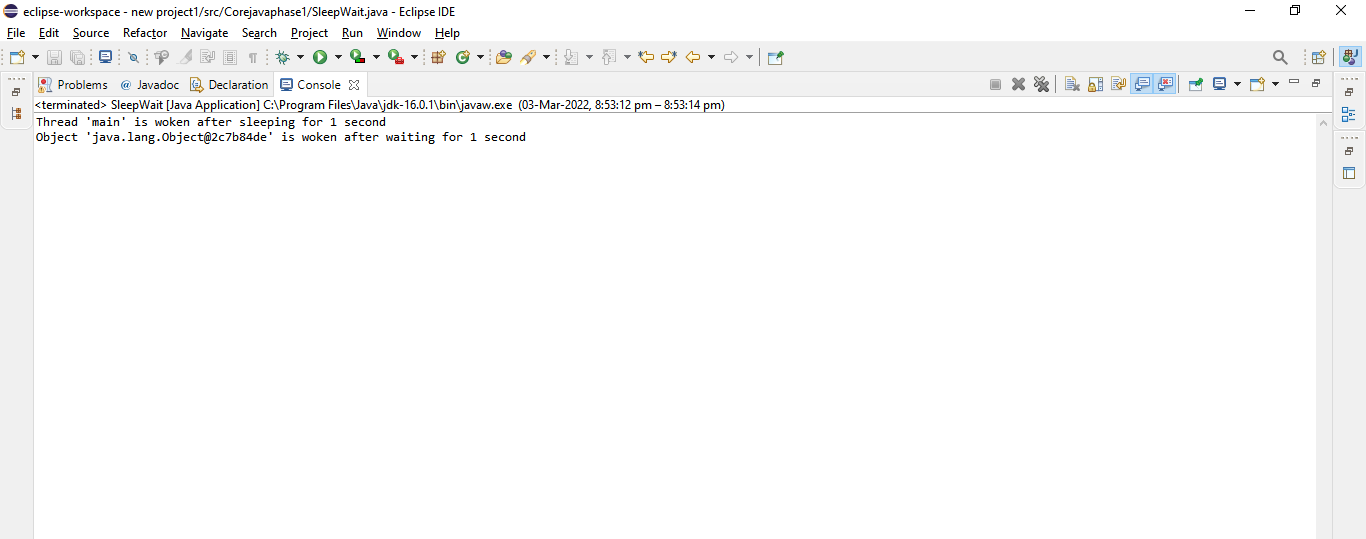 eclipse-workspace - new project1/src/Corejavaphase1/SleepWait.java - Eclipse IDE
File Edit Source Refactor Navigate Search Project Run Window Help
Problems @ Javadoc Declaration Console
<terminated> SleepWait [Java Application] C:\Program Files\Java\jdk-16.0.1\bin\javaw.exe (03-Mar-2022, 8:53:12 pm – 8:53:14 pm)
Thread 'main' is woken after sleeping for 1 second
Object 'java.lang.Object@2c7b84de' is woken after waiting for 1 second